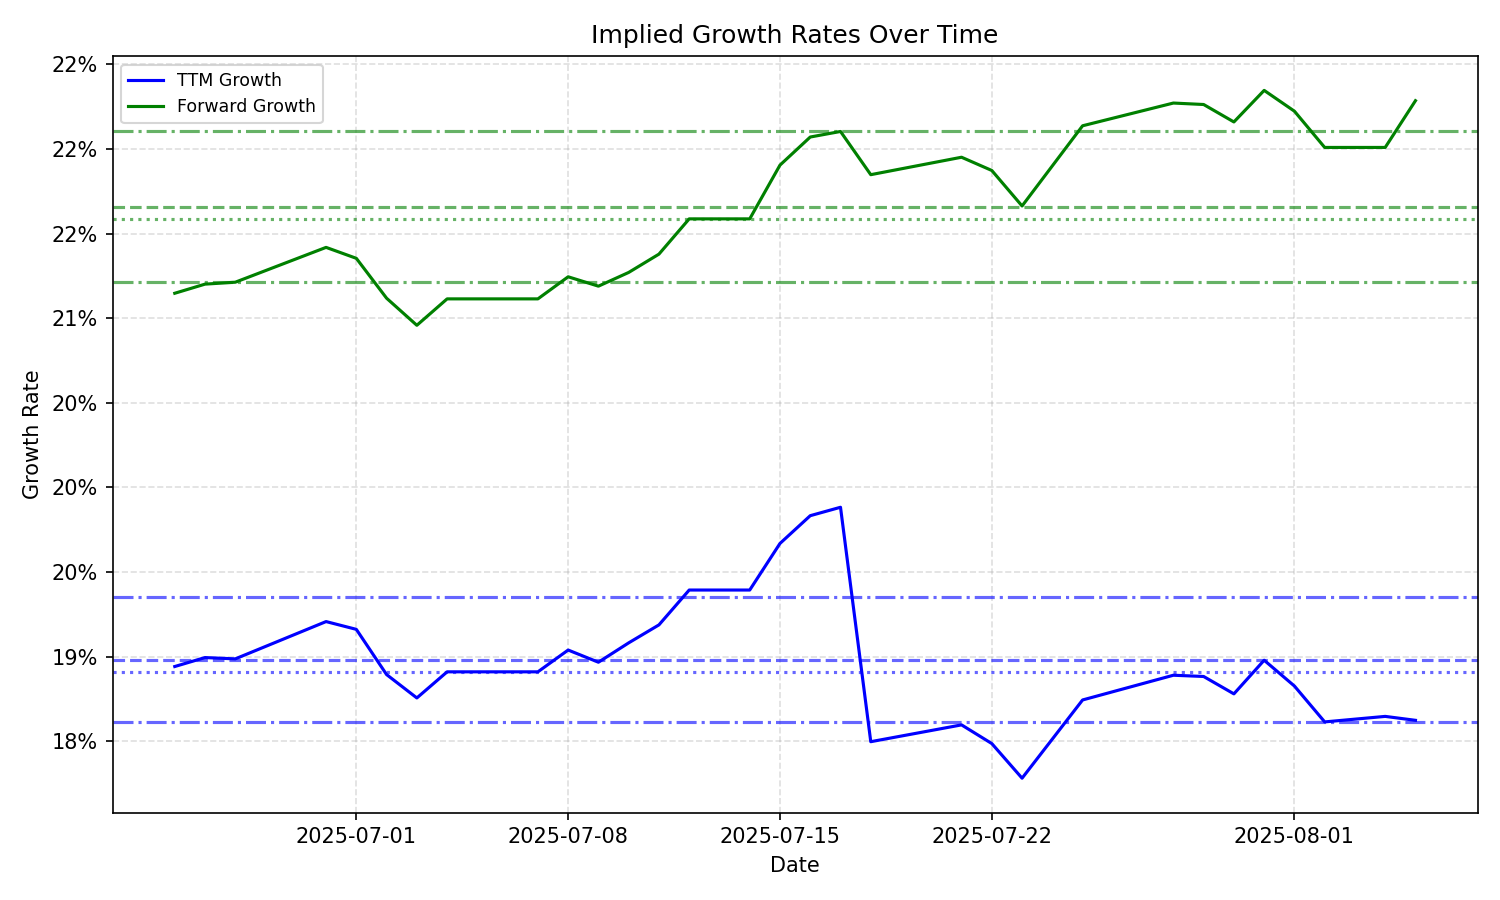 Implied Growth Rates Over Time
TTM Growth
Forward Growth
22%
22%
22%
21%
20%
20%
20%
19%
18%
Growth Rate
2025-07-01
2025-07-08
2025-07-15
2025-07-22
2025-08-01
Date